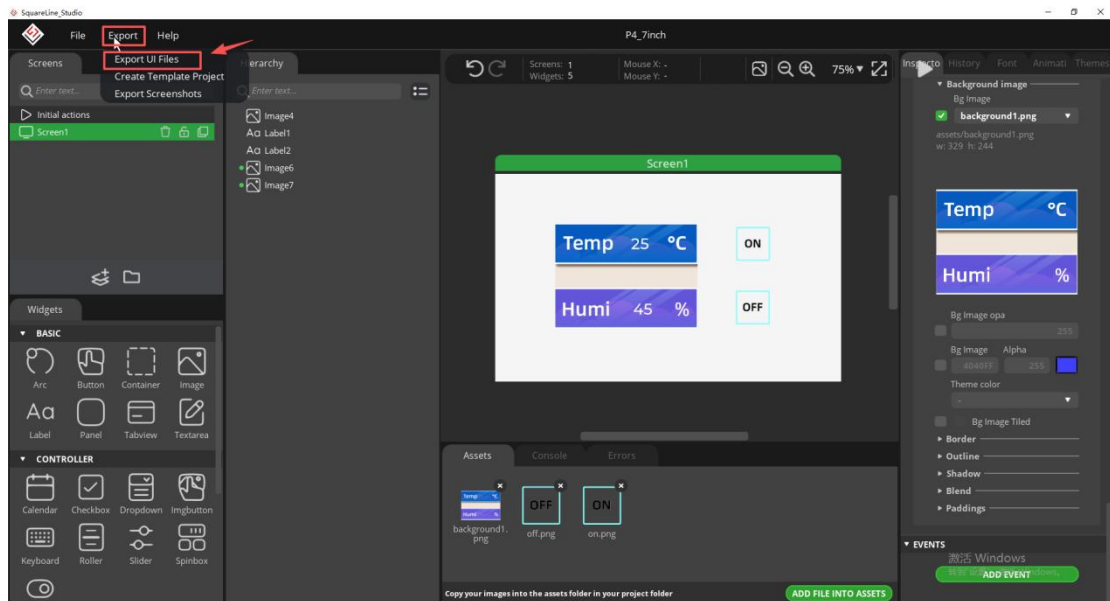 SquareLine_Studio
File Export Help
P4_7inch
Export UI Files
Create Template Project
Export Screenshots
Screens
Enter text...
Initial actions
Screen1
Hierarchy
Enter text...
Image4
Aa Label1
Aa Label2
Image6
Image7
Screens: 1
Widgets: 5
Mouse X: -
Mouse Y: -
75%
Screen1
Temp 25 °C
Humi 45 %
ON
OFF
Widgets
BASIC
Arc Button Container Image
Aa
Label Panel Tabview Textarea
CONTROLLER
Calendar Checkbox Dropdown Imgbutton
Keyboard Roller Slider Spinbox
Assets Console Errors
Temp °C
Humi %
OFF
ON
background1.
png
off.png
on.png
Copy your images into the assets folder in your project folder
ADD FILE INTO ASSETS
Inspecto History Font Animati Themes
Background image
Bg Image
background1.png
assets/background1.png
w: 329 h: 244
Temp °C
Humi %
Bg Image opa
255
Bg Image Alpha
4040FF 255
Theme color
-
Bg Image Tiled
Border
Outline
Shadow
Blend
Paddings
EVENTS
激活 Windows
ADD EVENT